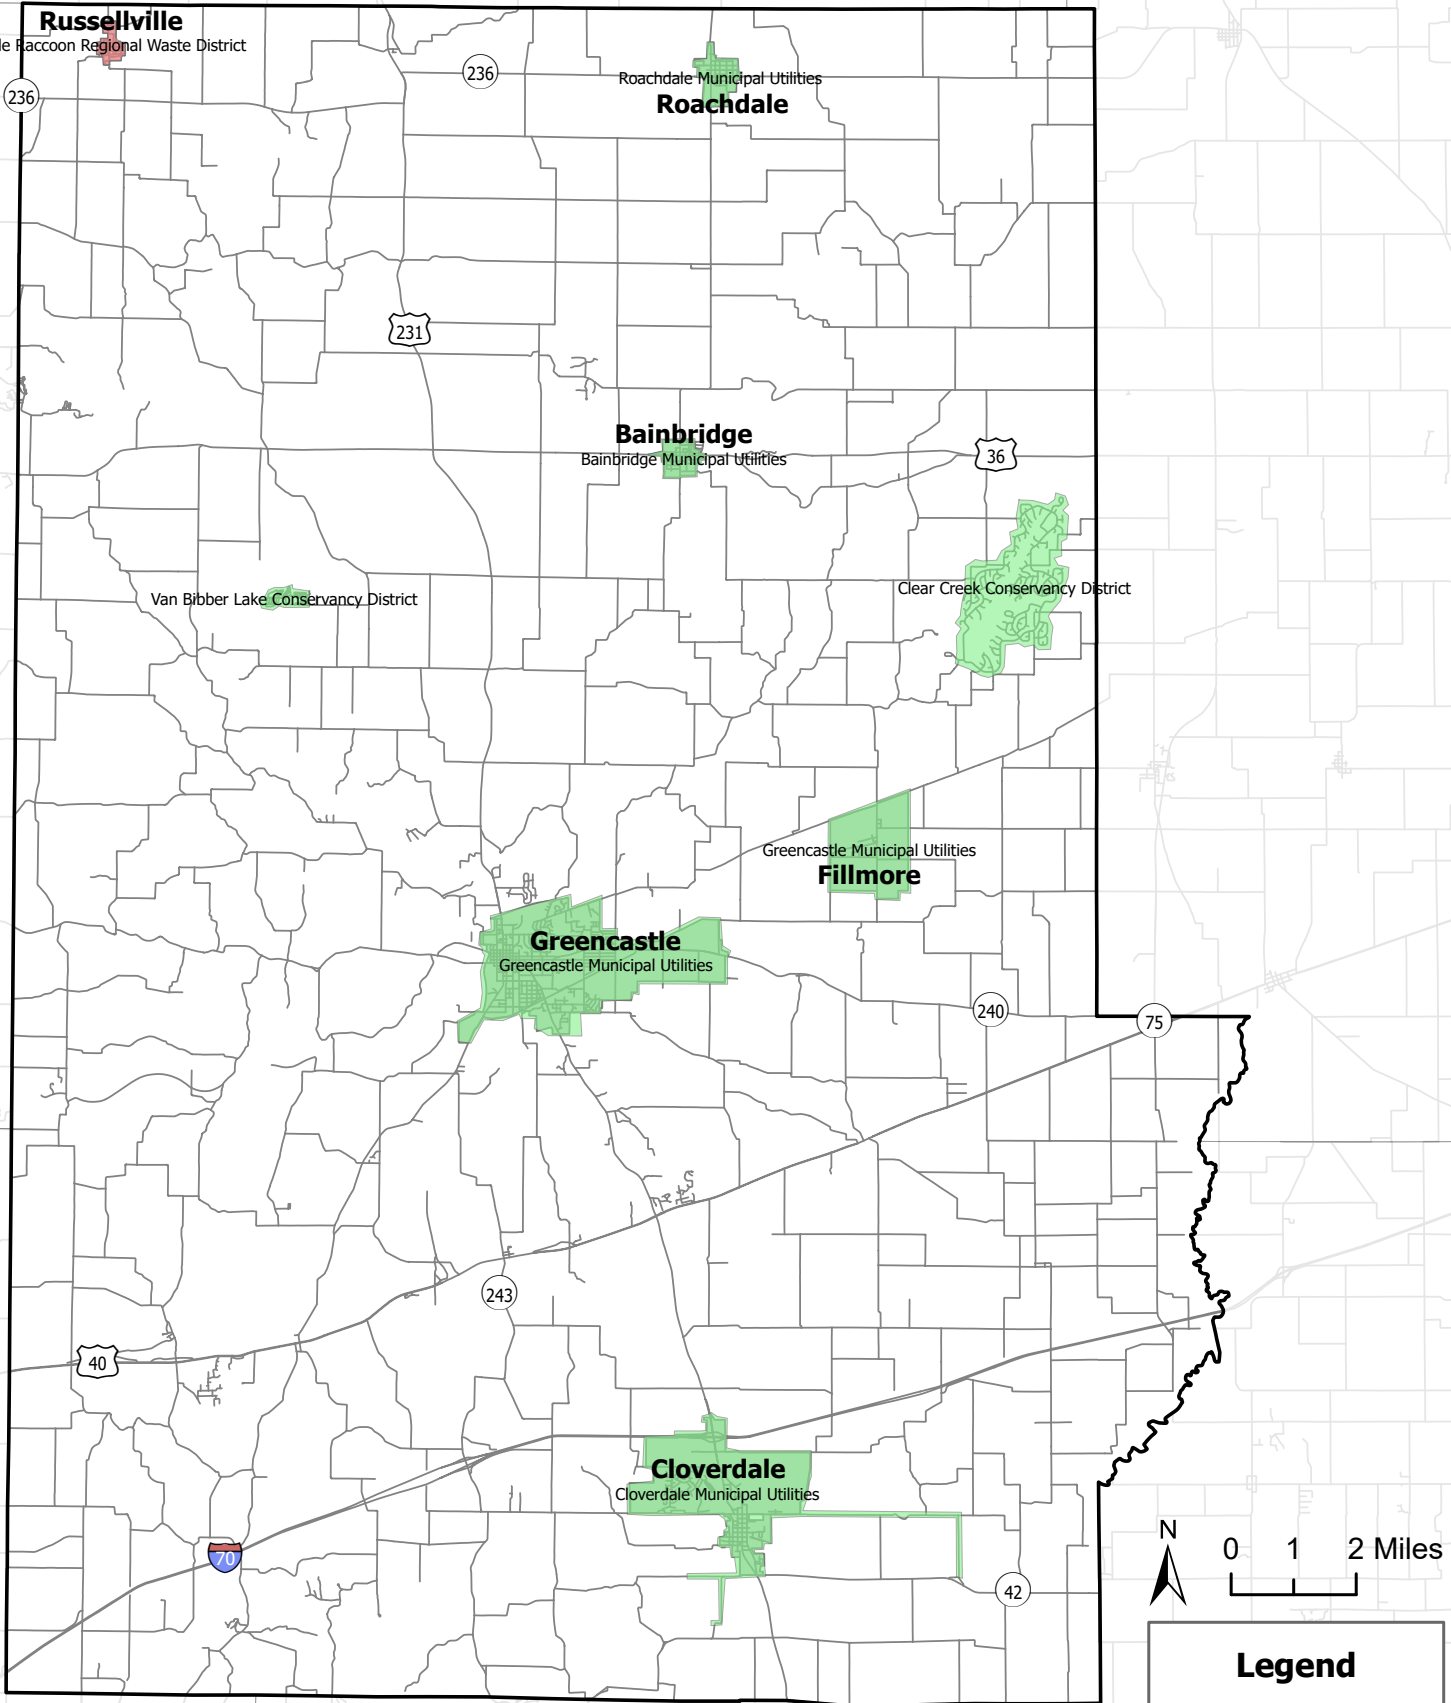 Russellville
le Raccoon Regional Waste District
236
236
Roachdale Municipal Utilities
Roachdale
231
Bainbridge
Bainbridge Municipal Utilities
36
Clear Creek Conservancy District
Van Bibber Lake Conservancy District
Greencastle Municipal Utilities
Fillmore
Greencastle
Greencastle Municipal Utilities
240
75
243
40
Cloverdale
Cloverdale Municipal Utilities
70
42
N
0 1 2 Miles
Legend